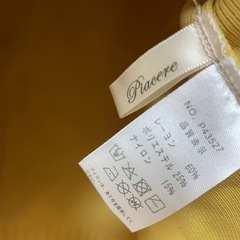 Piacere
NO. P43527
品質表示
レーヨン 60%
ポリエステル 25%
ナイロン 15%